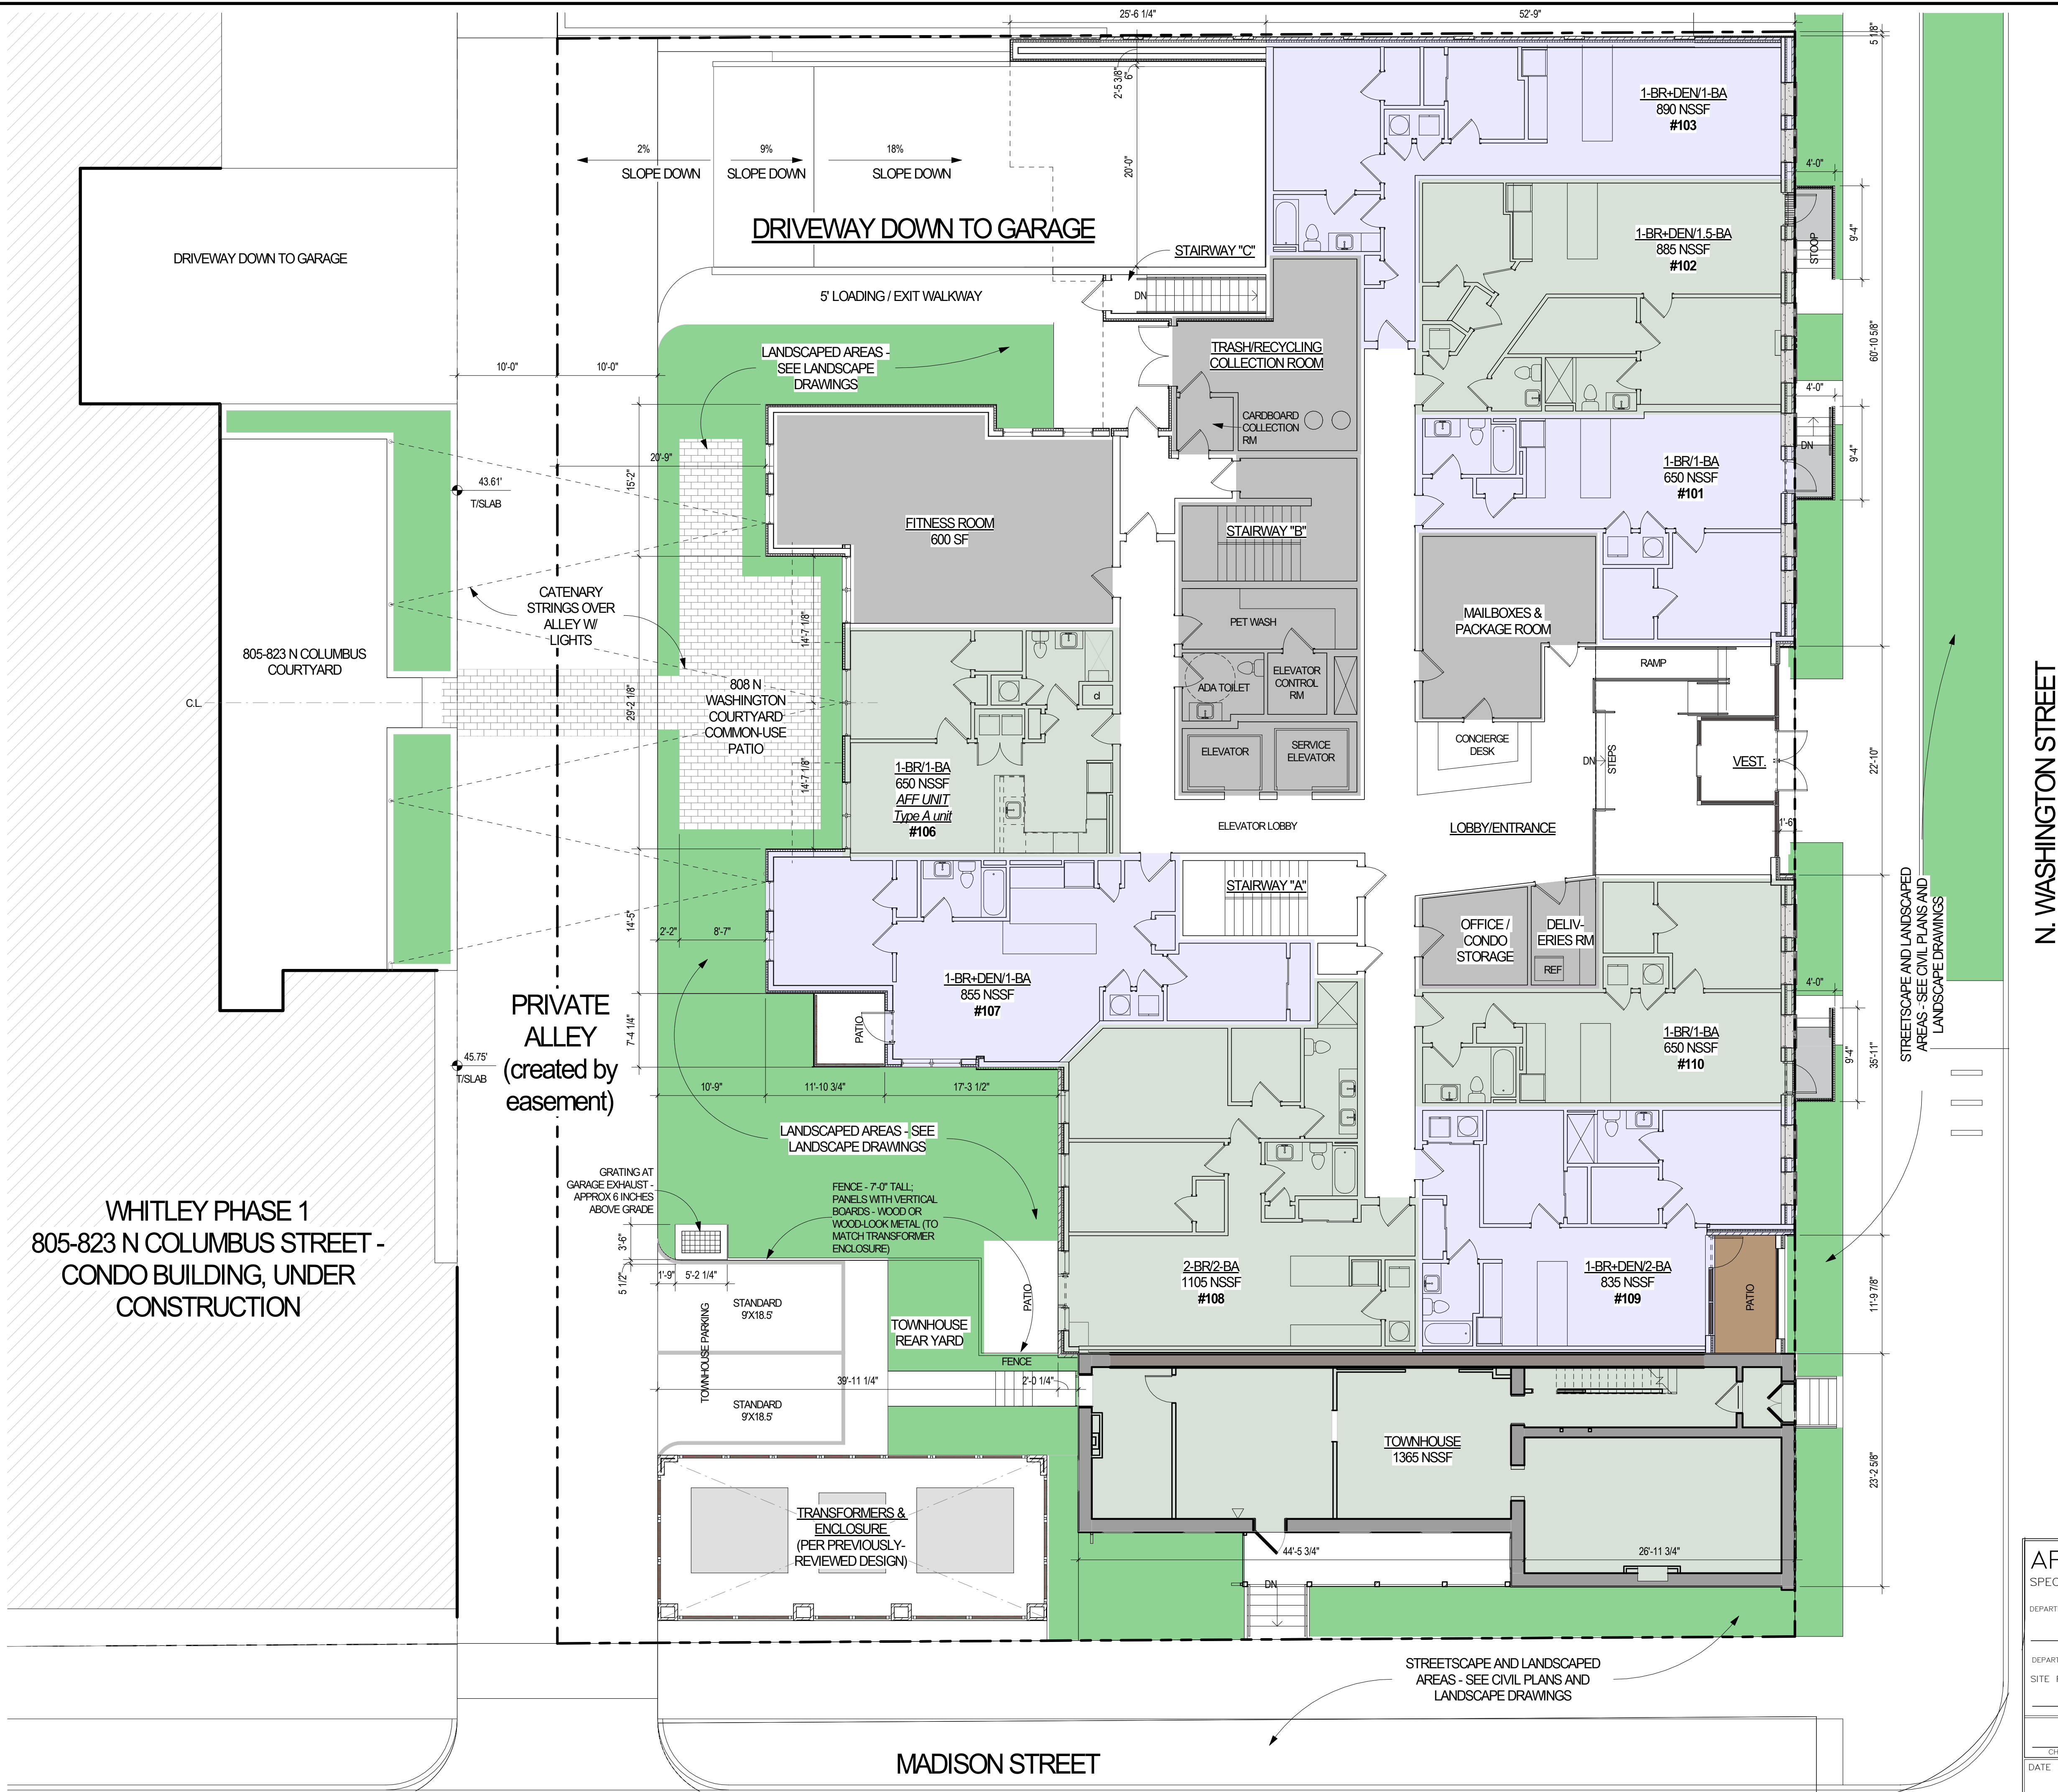 25'-6 1/4"
52'-9"
5 1/8"
2'-5 3/8"
6"
1-BR+DEN/1-BA
890 NSSF
#103
2%
SLOPE DOWN
9%
SLOPE DOWN
18%
SLOPE DOWN
20'-0"
4'-0"
DRIVEWAY DOWN TO GARAGE
1-BR+DEN/1.5-BA
885 NSSF
#102
STOOP
9'-4"
DRIVEWAY DOWN TO GARAGE
STAIRWAY "C"
DN
5' LOADING / EXIT WALKWAY
60'-10 5/8"
LANDSCAPED AREAS -
SEE LANDSCAPE
DRAWINGS
TRASH/RECYCLING
COLLECTION ROOM
10'-0"
10'-0"
4'-0"
CARDBOARD
COLLECTION
RM
DN
9'-4"
20'-9"
15'-2"
43.61'
T/SLAB
1-BR/1-BA
650 NSSF
#101
FITNESS ROOM
600 SF
STAIRWAY "B"
CATENARY
STRINGS OVER
ALLEY W/
LIGHTS
14'-7 1/8"
PET WASH
MAILBOXES &
PACKAGE ROOM
805-823 N COLUMBUS
COURTYARD
RAMP
ADA TOILET
ELEVATOR
CONTROL
RM
808 N
WASHINGTON
COURTYARD
COMMON-USE
PATIO
cl
C.L.
29'-2 1/8"
N. WASHINGTON STREET
CONCIERGE
DESK
ELEVATOR
SERVICE
ELEVATOR
DN
STEPS
VEST.
22'-10"
14'-7 1/8"
1-BR/1-BA
650 NSSF
AFF UNIT
Type A unit
#106
ELEVATOR LOBBY
LOBBY/ENTRANCE
1'-6"
STAIRWAY "A"
14'-5"
2'-2"
8'-7"
OFFICE /
CONDO
STORAGE
DELIV-
ERIES RM
REF
STREETSCAPE AND LANDSCAPED
AREAS - SEE CIVIL PLANS AND
LANDSCAPE DRAWINGS
1-BR+DEN/1-BA
855 NSSF
#107
4'-0"
PRIVATE
ALLEY
(created by
easement)
PATIO
7'-4 1/4"
1-BR/1-BA
650 NSSF
#110
9'-4"
35'-11"
45.75'
T/SLAB
10'-9"
11'-10 3/4"
17'-3 1/2"
LANDSCAPED AREAS - SEE
LANDSCAPE DRAWINGS
GRATING AT
GARAGE EXHAUST -
APPROX 6 INCHES
ABOVE GRADE
FENCE - 7'-0" TALL;
PANELS WITH VERTICAL
BOARDS - WOOD OR
WOOD-LOOK METAL (TO
MATCH TRANSFORMER
ENCLOSURE)
WHITLEY PHASE 1
805-823 N COLUMBUS STREET -
CONDO BUILDING, UNDER
CONSTRUCTION
3'-6"
5 1/2"
1'-9"
5'-2 1/4"
2-BR/2-BA
1105 NSSF
#108
1-BR+DEN/2-BA
835 NSSF
#109
PATIO
PATIO
11'-9 7/8"
STANDARD
9'X18.5'
TOWNHOUSE PARKING
TOWNHOUSE
REAR YARD
FENCE
39'-11 1/4"
2'-0 1/4"
STANDARD
9'X18.5'
TOWNHOUSE
1365 NSSF
23'-2 5/8"
TRANSFORMERS &
ENCLOSURE
(PER PREVIOUSLY-
REVIEWED DESIGN)
44'-5 3/4"
26'-11 3/4"
DN
STREETSCAPE AND LANDSCAPED
AREAS - SEE CIVIL PLANS AND
LANDSCAPE DRAWINGS
MADISON STREET
AP
SPEC
DEPART
DEPART
SITE
CH
DATE